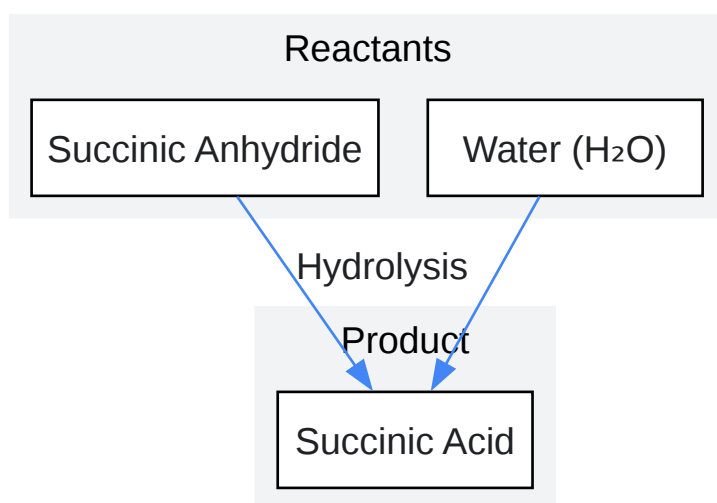 Reactants
Succinic Anhydride
Water (H₂O)
Hydrolysis
Product
Succinic Acid